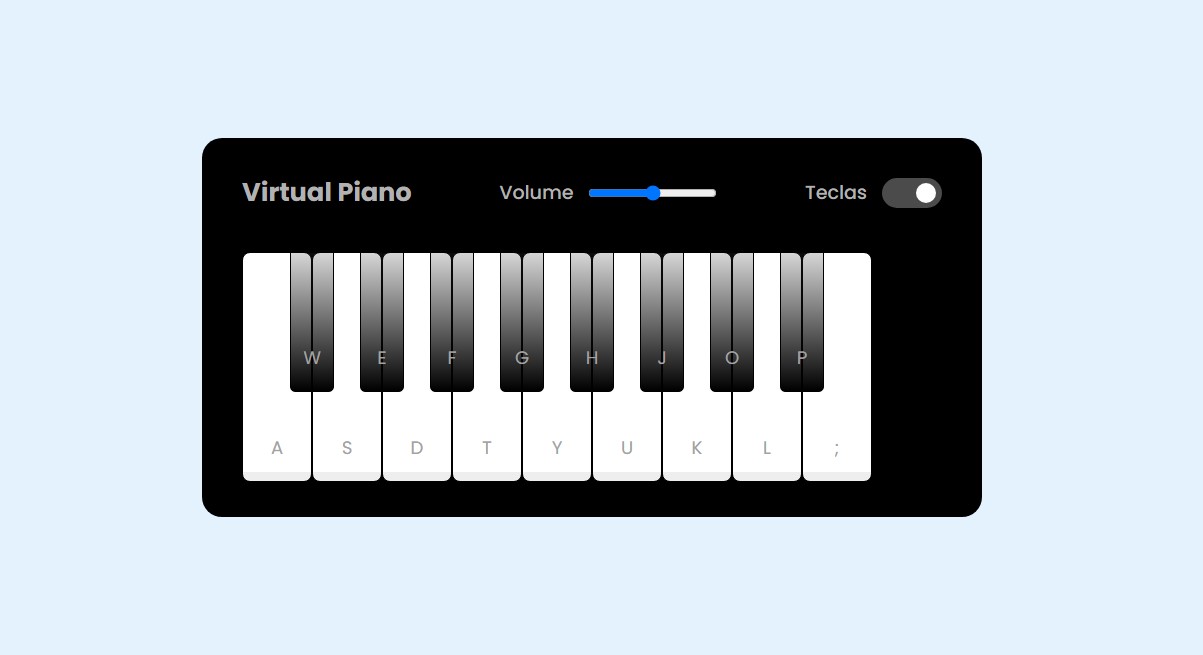 Virtual Piano
Volume
Teclas
W E F G H J O P
A S D T Y U K L ;